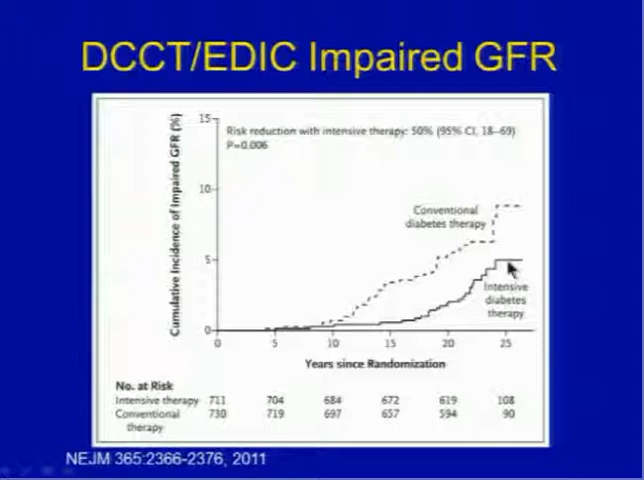 DCCT/EDIC Impaired GFR
Cumulative Incidence of Impaired GFR (%)
15
10
5
0
Risk reduction with intensive therapy: 50% (95% CI, 18–69)
P=0.006
Conventional
diabetes therapy
Intensive
diabetes
therapy
0 5 10 15 20 25
Years since Randomization
No. at Risk
Intensive therapy 711 704 684 672 619 108
Conventional 730 719 697 657 594 90
therapy
NEJM 365:2366-2376, 2011